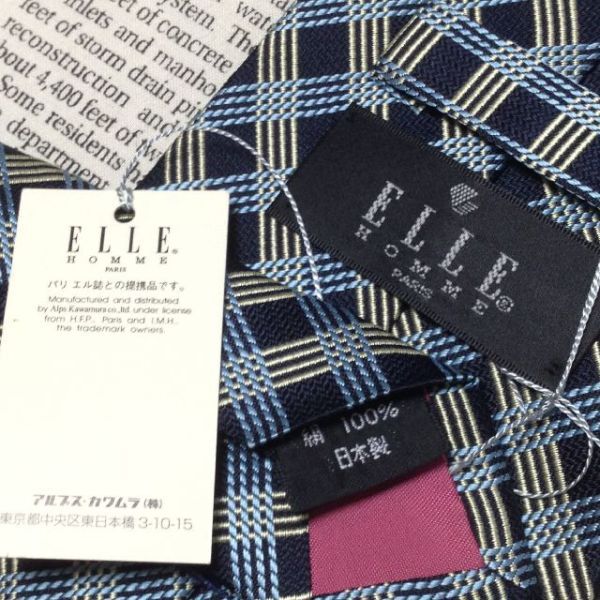 ystem. The
feet of concrete
inlets and manho
feet of storm drain pi
reconstruction and
about 4,400 feet of
Some residents
department
ELLE®
HOMME
PARIS
パリ エル誌との提携品です。
Manufactured and distributed
by Alps.Kawamura co.,ltd. under license
from H.F.P., Paris and I.M.H.,
the trademark owners.
アルプス・カワムラ(株)
東京都中央区東日本橋3-10-15
ELLE®
HOMME
PARIS
絹 100%
日本製